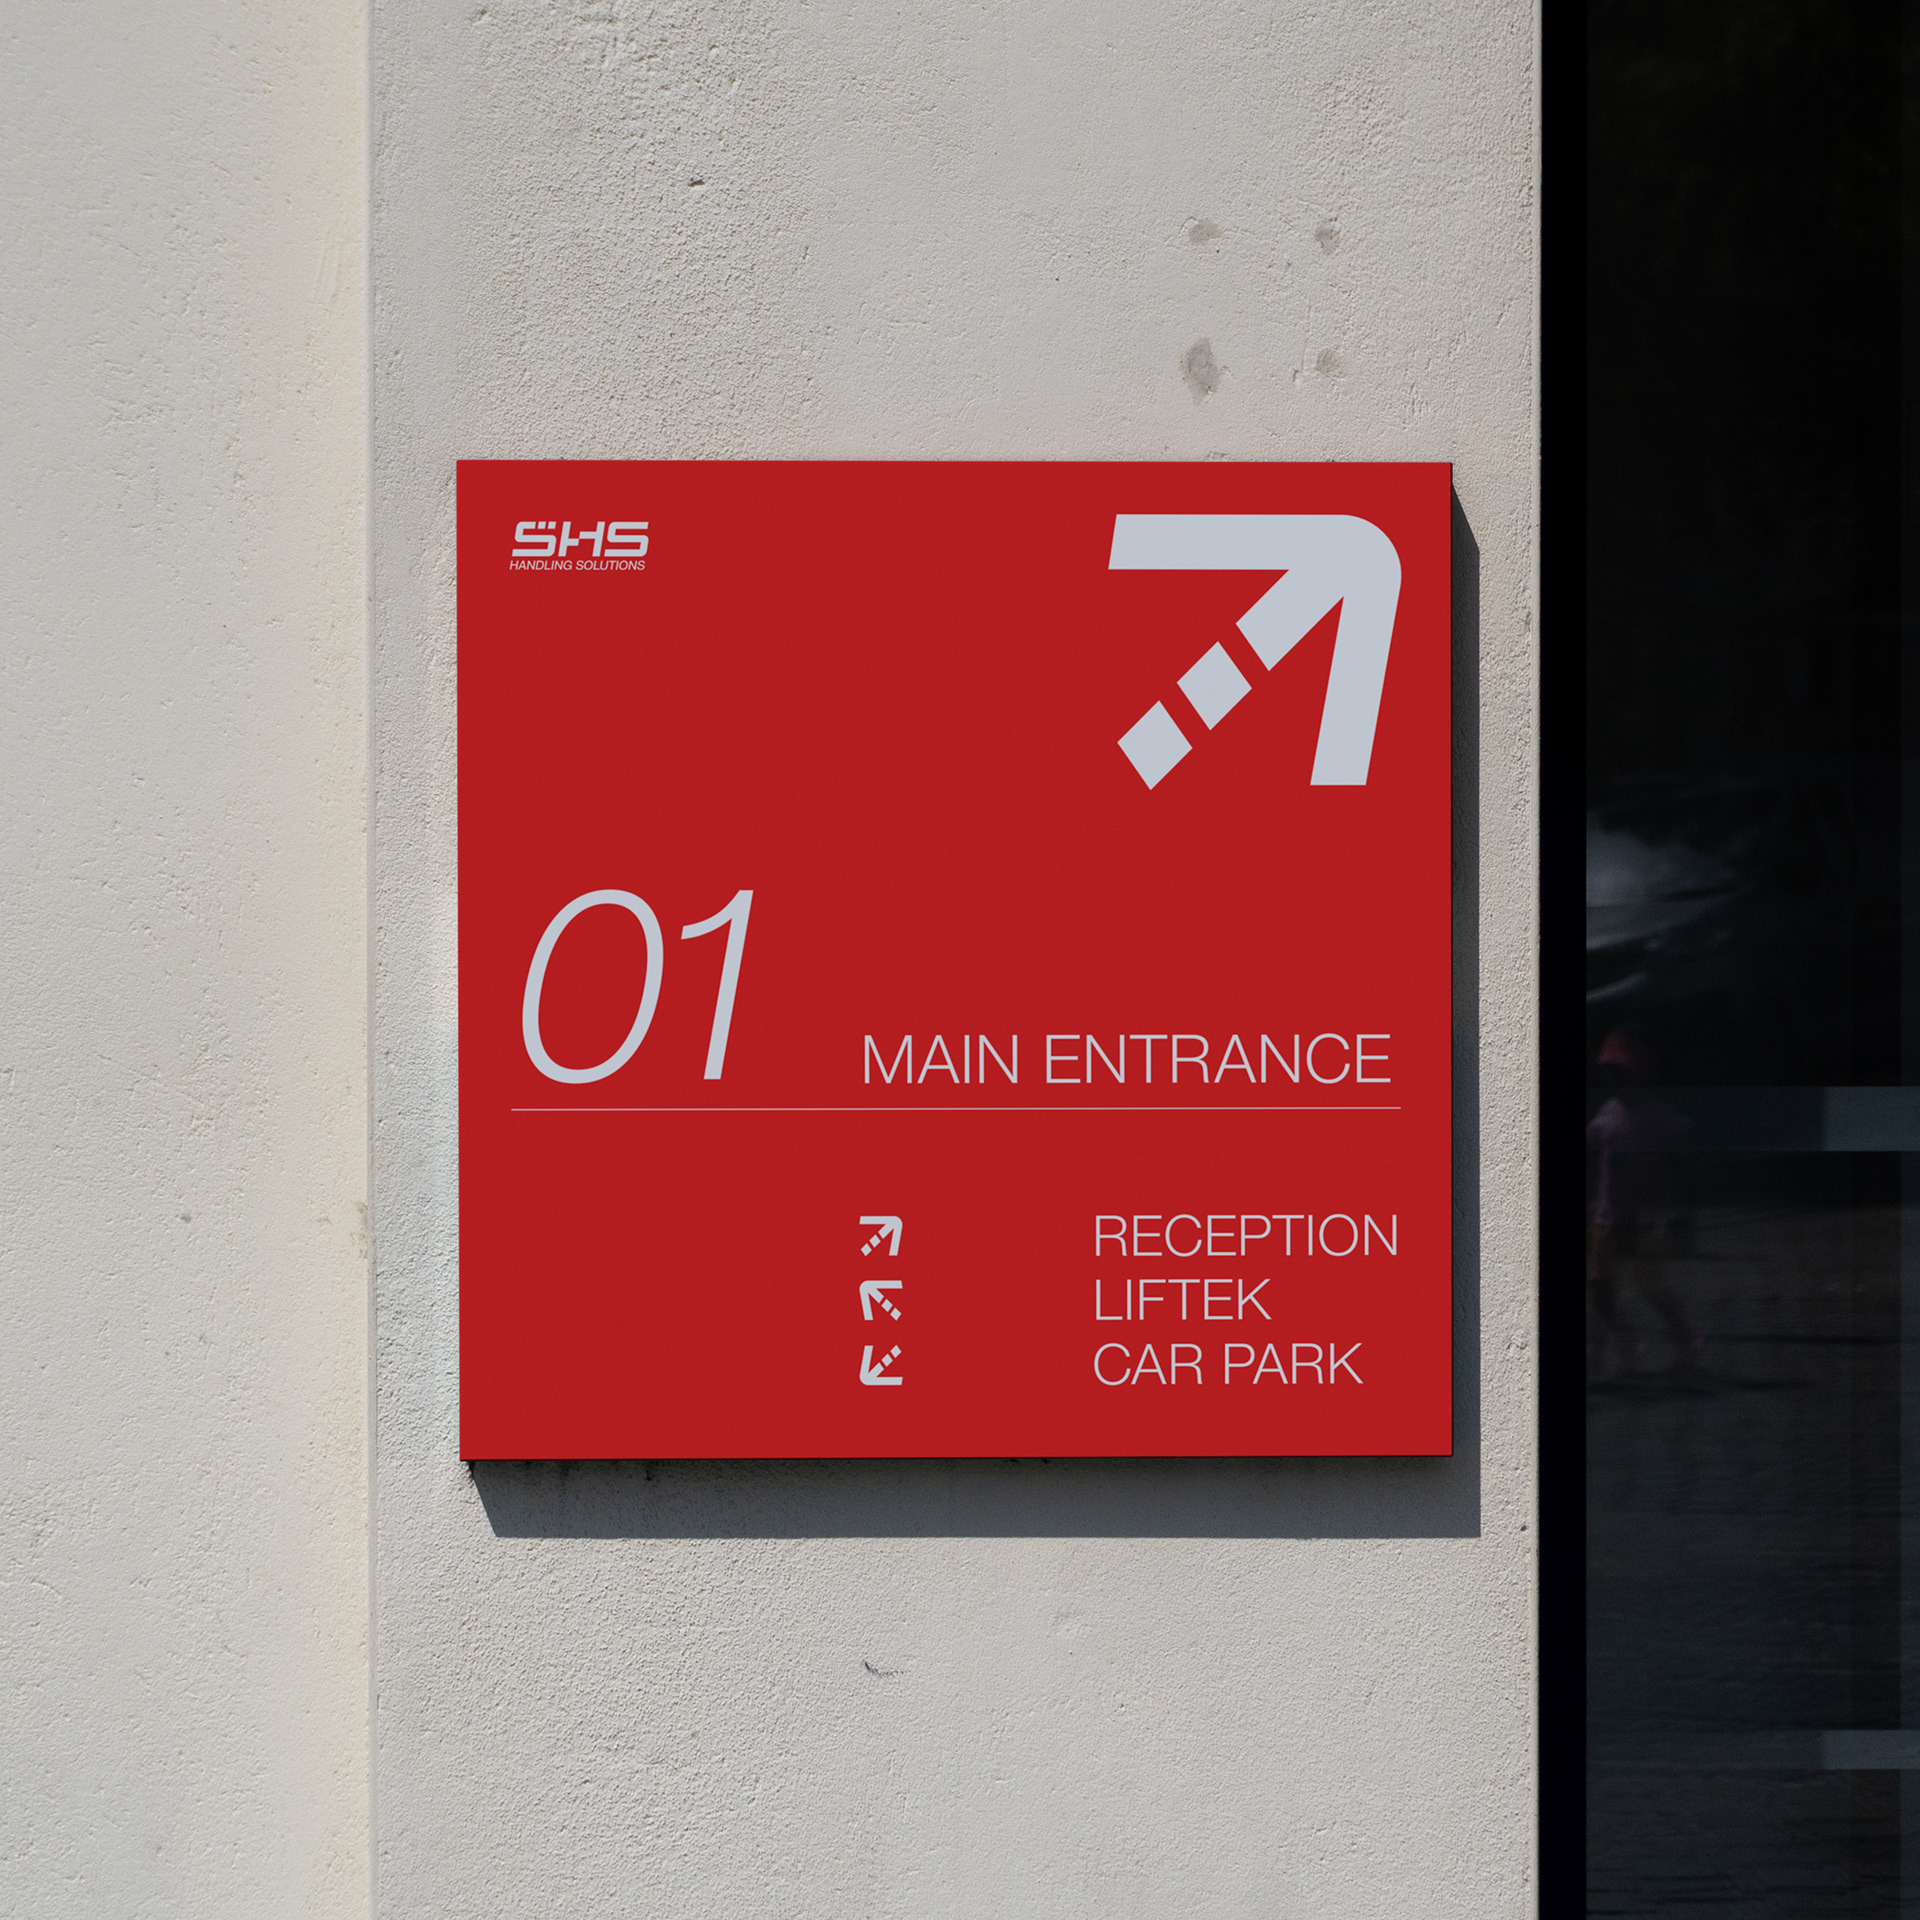 SHS
HANDLING SOLUTIONS
01
MAIN ENTRANCE
RECEPTION
LIFTEK
CAR PARK